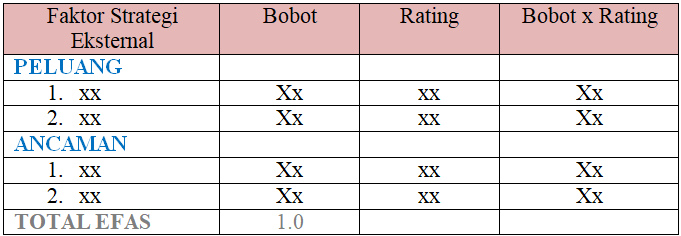 Faktor Strategi Bobot Rating Bobot x Rating
Eksternal
PELUANG
1. xx Xx xx Xx
2. xx Xx xx Xx
ANCAMAN
1. xx Xx xx Xx
2. xx Xx xx Xx
TOTAL EFAS 1.0